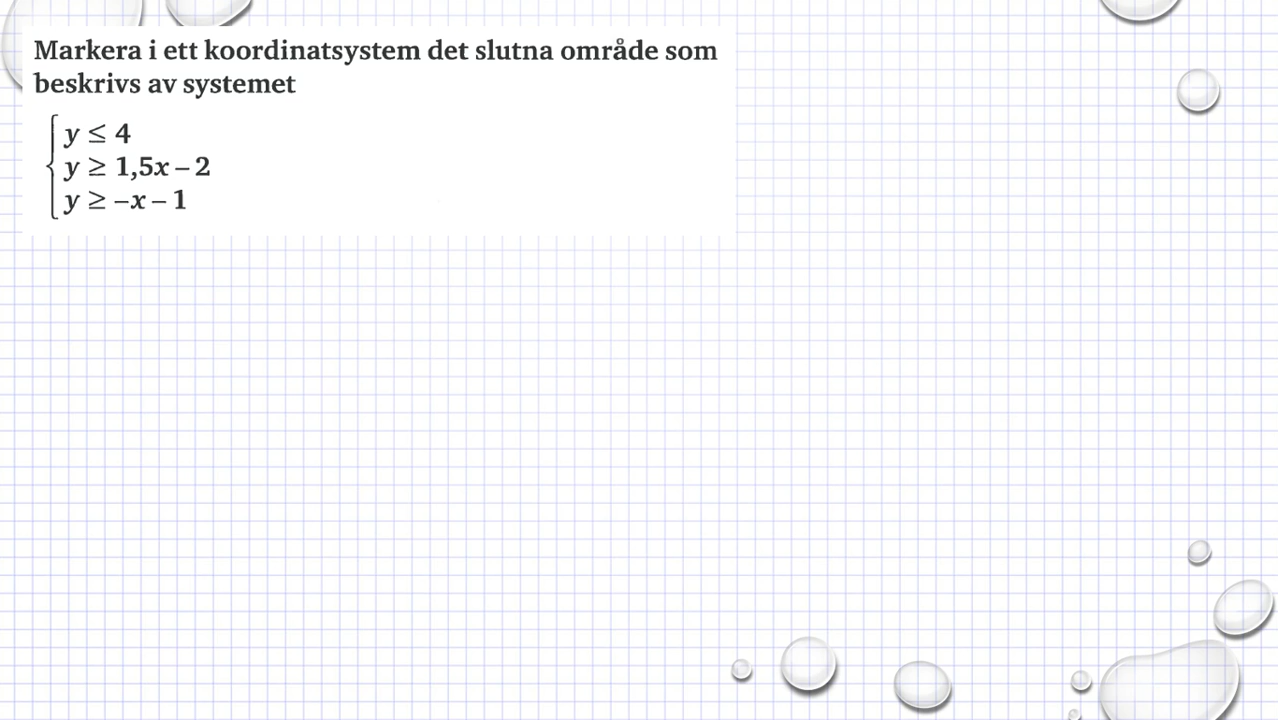 Markera i ett koordinatsystem det slutna område som
beskrivs av systemet
y ≤ 4
y ≥ 1,5x – 2
y ≥ –x – 1